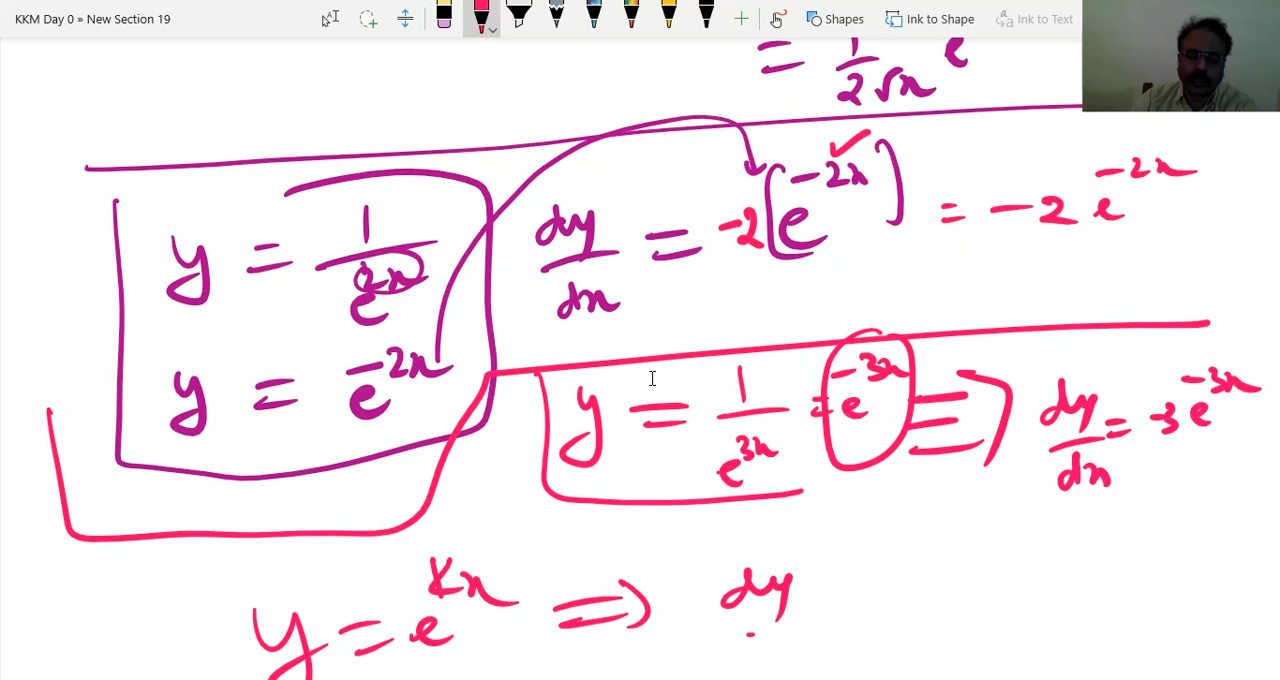 KKM Day 0 » New Section 19
Shapes
Ink to Shape
Ink to Text
= 1/(2√x) e
y = 1/e^(2x)
dy/dx = -2[e^(-2x)] = -2 e^(-2x)
y = e^(-2x)
y = 1/e^(3x) = e^(-3x) ⇒ dy/dx = -3e^(-3x)
y = e^(Kx) ⇒ dy